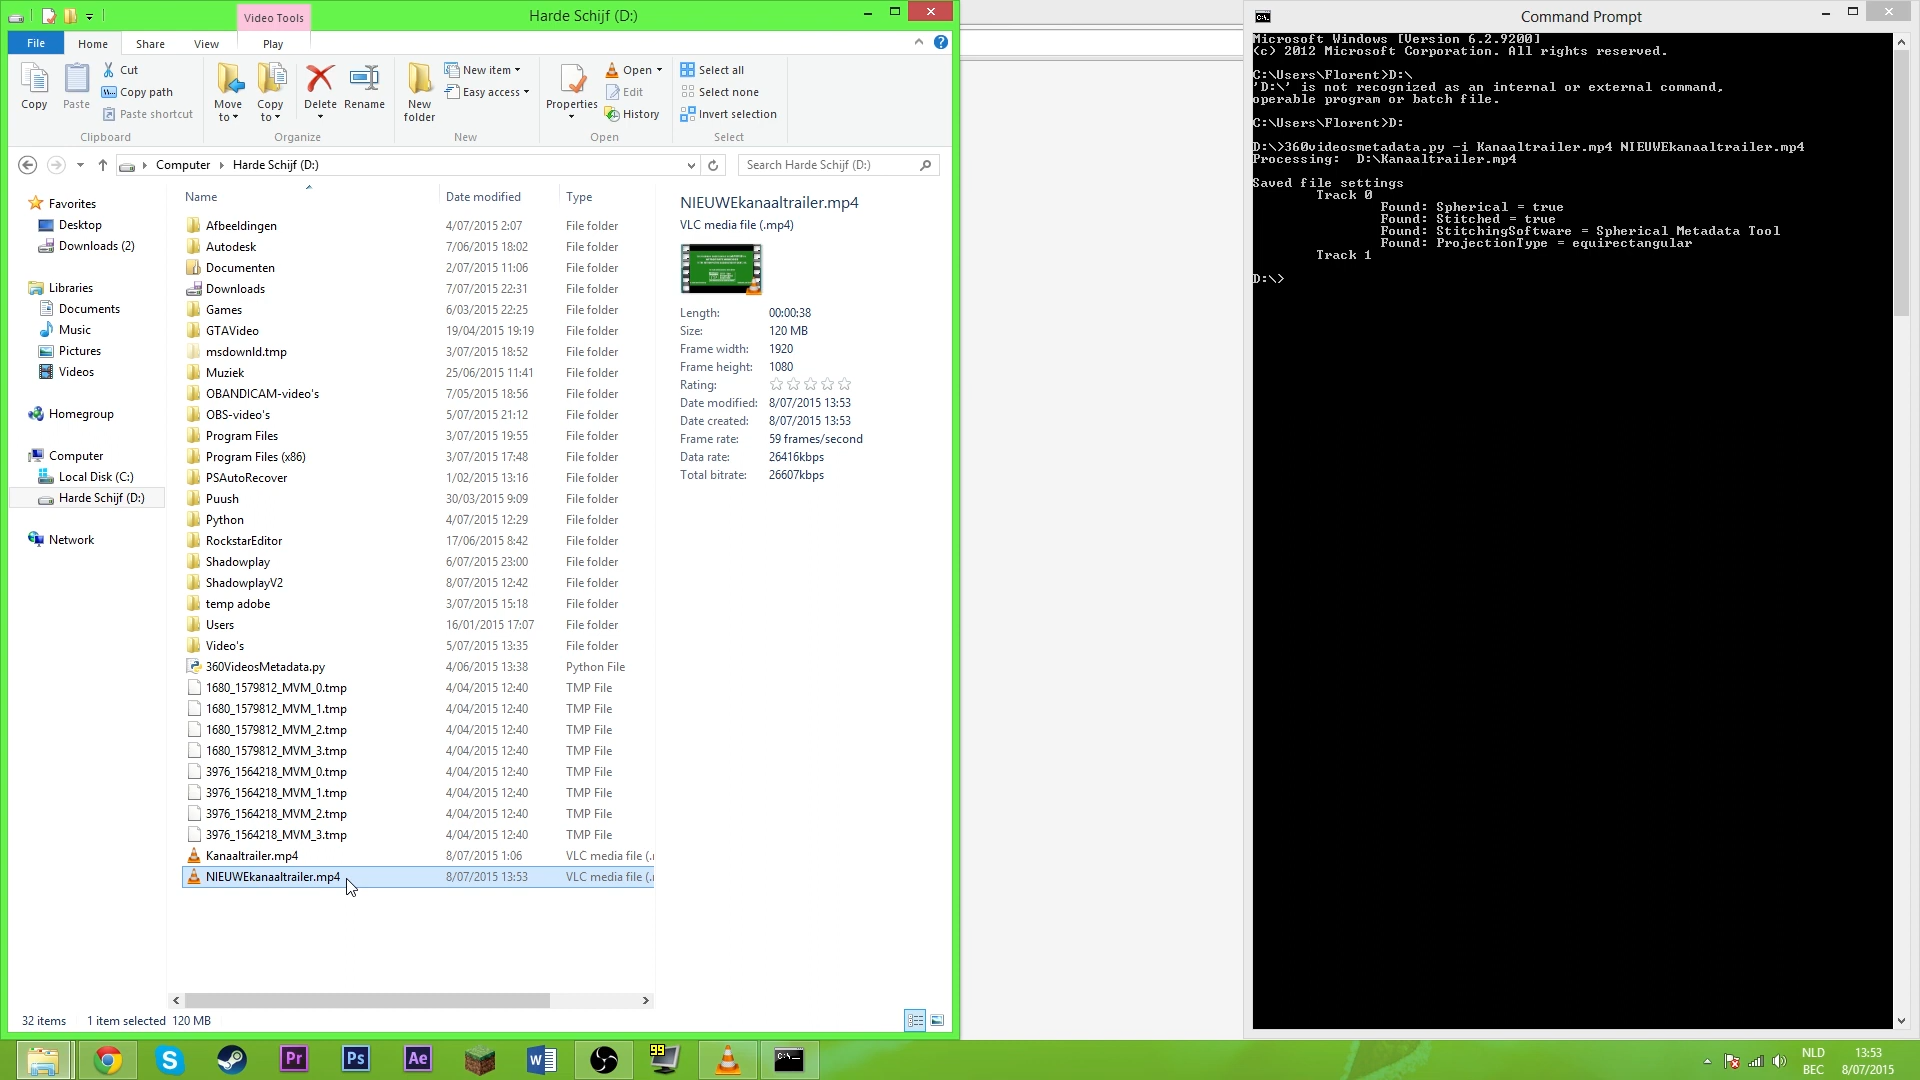 Video Tools
Harde Schijf (D:)
File
Home
Share
View
Play
Copy
Paste
Cut
Copy path
Paste shortcut
Clipboard
Move to
Copy to
Delete
Rename
Organize
New folder
New item
Easy access
New
Properties
Open
Edit
History
Open
Select all
Select none
Invert selection
Select
Computer
Harde Schijf (D:)
Search Harde Schijf (D:)
Favorites
Desktop
Downloads (2)
Libraries
Documents
Music
Pictures
Videos
Homegroup
Computer
Local Disk (C:)
Harde Schijf (D:)
Network
Name Date modified Type
Afbeeldingen 4/07/2015 2:07 File folder
Autodesk 7/06/2015 18:02 File folder
Documenten 2/07/2015 11:06 File folder
Downloads 7/07/2015 22:31 File folder
Games 6/03/2015 22:25 File folder
GTAVideo 19/04/2015 19:19 File folder
msdownld.tmp 3/07/2015 18:52 File folder
Muziek 25/06/2015 11:41 File folder
OBANDICAM-video's 7/05/2015 18:56 File folder
OBS-video's 5/07/2015 21:12 File folder
Program Files 3/07/2015 19:55 File folder
Program Files (x86) 3/07/2015 17:48 File folder
PSAutoRecover 1/02/2015 13:16 File folder
Puush 30/03/2015 9:09 File folder
Python 4/07/2015 12:29 File folder
RockstarEditor 17/06/2015 8:42 File folder
Shadowplay 6/07/2015 23:00 File folder
ShadowplayV2 8/07/2015 12:42 File folder
temp adobe 3/07/2015 15:18 File folder
Users 16/01/2015 17:07 File folder
Video's 5/07/2015 13:35 File folder
360VideosMetadata.py 4/06/2015 13:38 Python File
1680_1579812_MVM_0.tmp 4/04/2015 12:40 TMP File
1680_1579812_MVM_1.tmp 4/04/2015 12:40 TMP File
1680_1579812_MVM_2.tmp 4/04/2015 12:40 TMP File
1680_1579812_MVM_3.tmp 4/04/2015 12:40 TMP File
3976_1564218_MVM_0.tmp 4/04/2015 12:40 TMP File
3976_1564218_MVM_1.tmp 4/04/2015 12:40 TMP File
3976_1564218_MVM_2.tmp 4/04/2015 12:40 TMP File
3976_1564218_MVM_3.tmp 4/04/2015 12:40 TMP File
Kanaaltrailer.mp4 8/07/2015 1:06 VLC media file (.
NIEUWEkanaaltrailer.mp4 8/07/2015 13:53 VLC media file (.
NIEUWEkanaaltrailer.mp4
VLC media file (.mp4)
Length: 00:00:38
Size: 120 MB
Frame width: 1920
Frame height: 1080
Rating:
Date modified: 8/07/2015 13:53
Date created: 8/07/2015 13:53
Frame rate: 59 frames/second
Data rate: 26416kbps
Total bitrate: 26607kbps
32 items 1 item selected 120 MB
Command Prompt
Microsoft Windows [Version 6.2.9200]
(c) 2012 Microsoft Corporation. All rights reserved.
C:\Users\Florent>D:\
'D:\' is not recognized as an internal or external command,
operable program or batch file.
C:\Users\Florent>D:
D:\>360videosmetadata.py -i Kanaaltrailer.mp4 NIEUWEkanaaltrailer.mp4
Processing: D:\Kanaaltrailer.mp4
Saved file settings
Track 0
Found: Spherical = true
Found: Stitched = true
Found: StitchingSoftware = Spherical Metadata Tool
Found: ProjectionType = equirectangular
Track 1
D:\>
Pr
Ps
Ae
99
NLD
BEC
13:53
8/07/2015